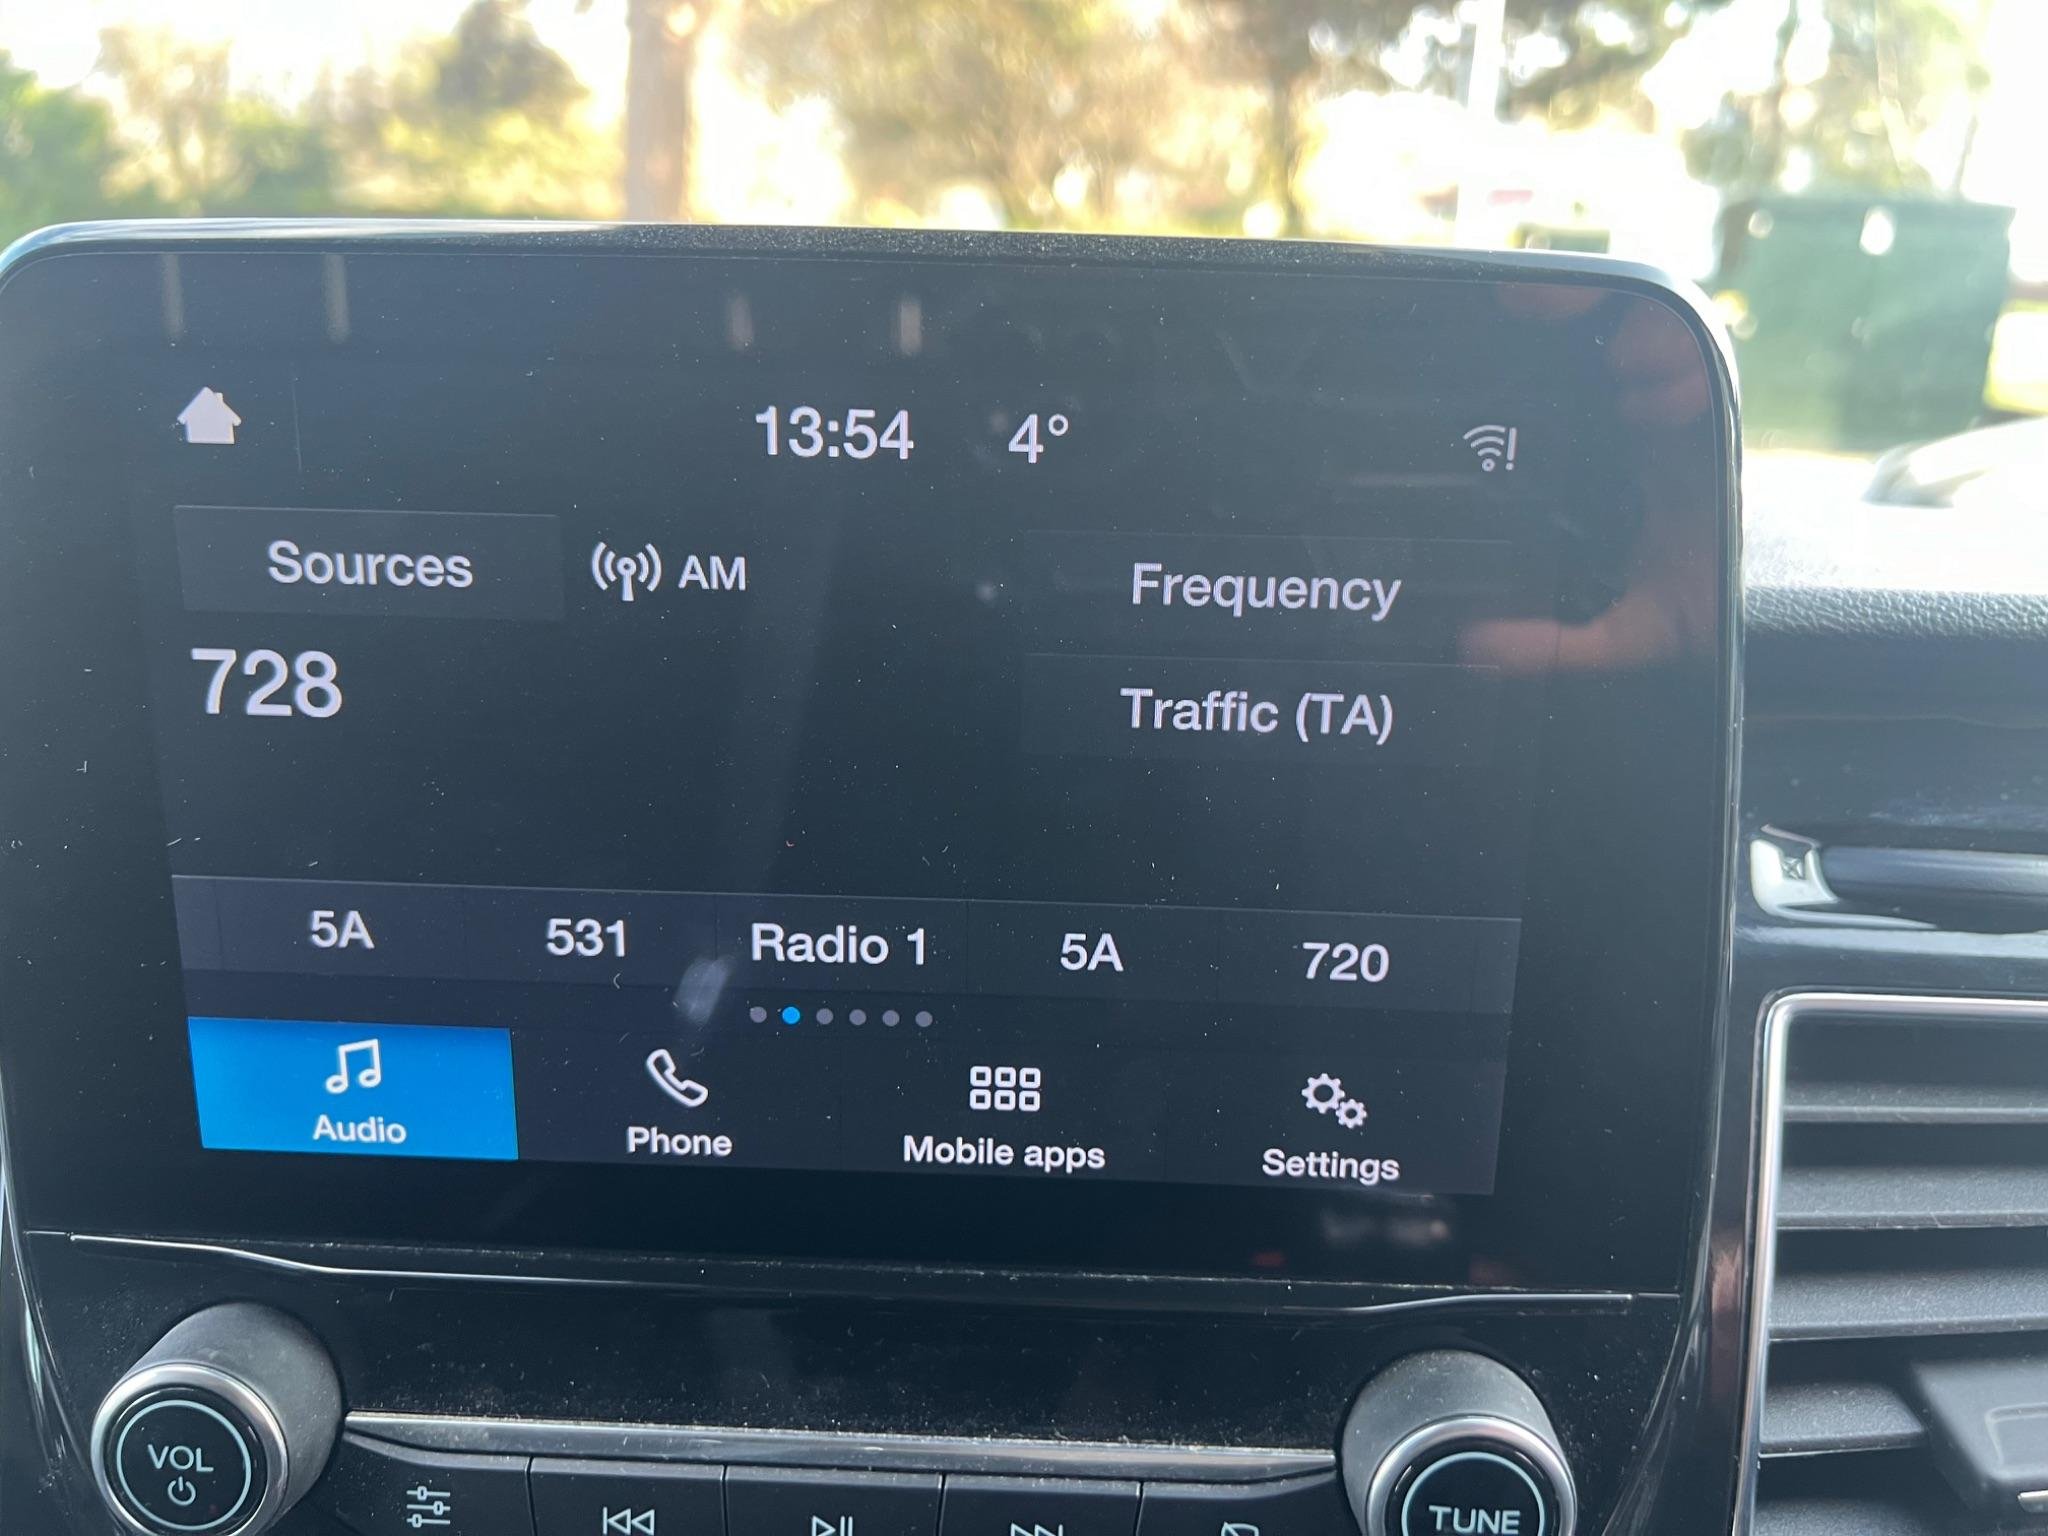 13:54 4°
Sources AM Frequency
728
Traffic (TA)
5A 531 Radio 1 5A 720
Audio Phone Mobile apps Settings
VOL
TUNE